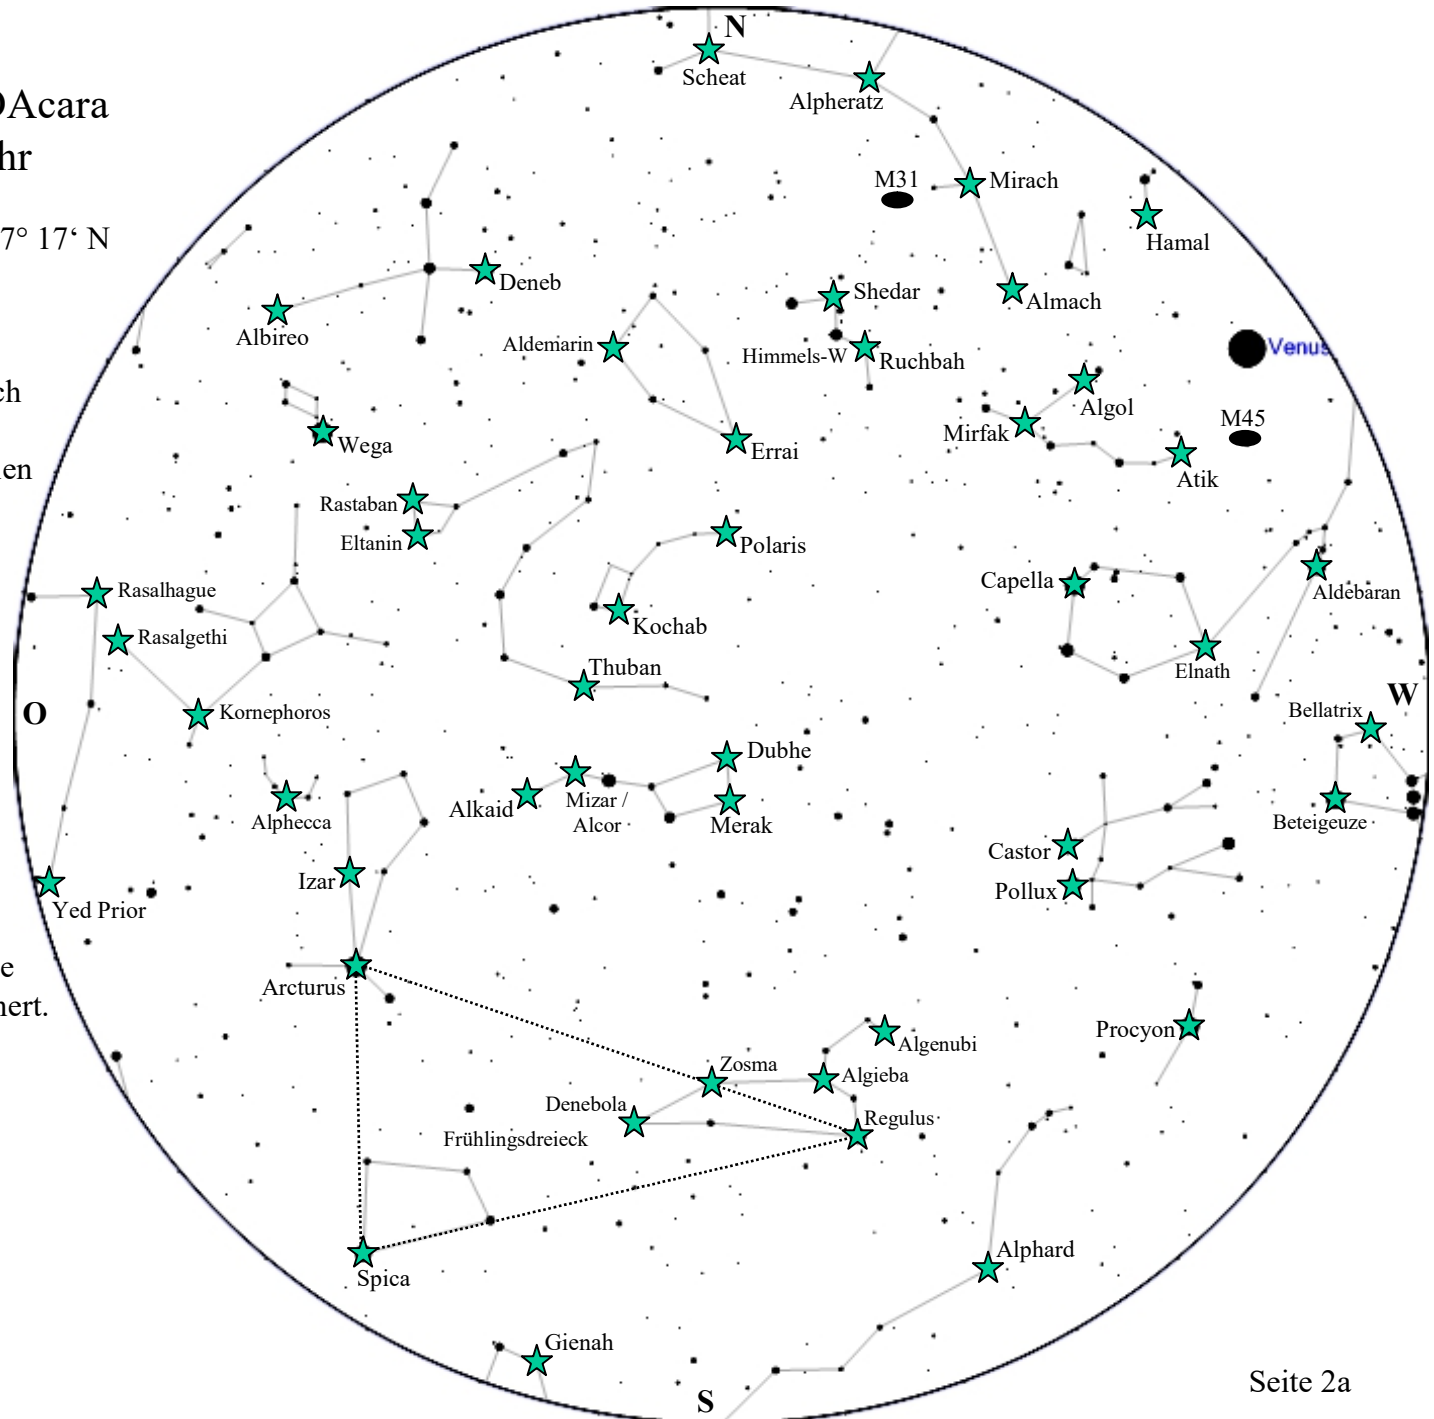 N
Scheat
DAcara
Alpheratz
hr
M31
Mirach
7° 17‘ N
Hamal
Deneb
Shedar
Almach
Albireo
Aldemarin
Himmels-W
Ruchbah
Venus
ch
Algol
M45
Mirfak
Wega
Errai
en
Atik
Rastaban
Eltanin
Polaris
Capella
Rasalhague
Aldebaran
Rasalgethi
Kochab
Thuban
Elnath
W
O
Kornephoros
Bellatrix
Dubhe
Alkaid
Mizar /
Alcor
Merak
Alphecca
Beteigeuze
Castor
Izar
Pollux
Yed Prior
e
Arcturus
nert.
Procyon
Algenubi
Zosma
Algieba
Denebola
Regulus
Frühlingsdreieck
Alphard
Spica
Gienah
Seite 2a
S